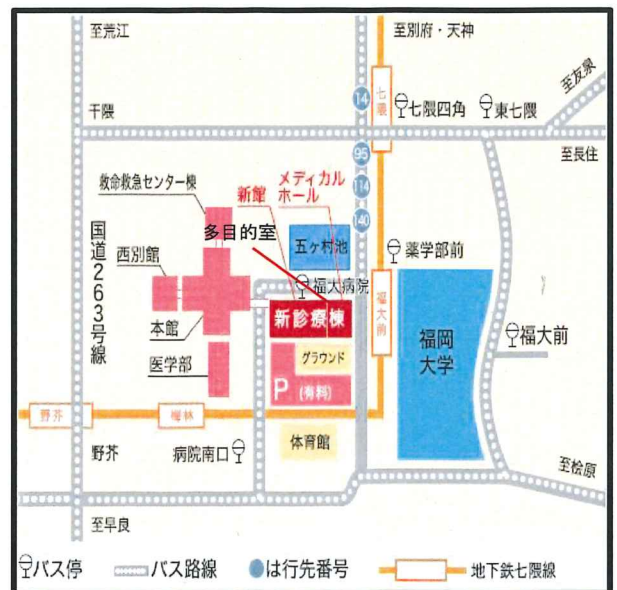 至荒江
至別府・天神
至友泉
14
七隈
七隈四角
東七隈
干隈
至長住
95
114
140
救命救急センター棟
新館
メディカル
ホール
多目的室
五ヶ村池
国道263号線
西別館
薬学部前
福大病院
本館
新診療棟
福大前
福岡
大学
福大前
医学部
グラウンド
P
(有料)
野芥
梅林
野芥
病院南口
体育館
至桧原
至早良
バス停
バス路線
は行先番号
地下鉄七隈線